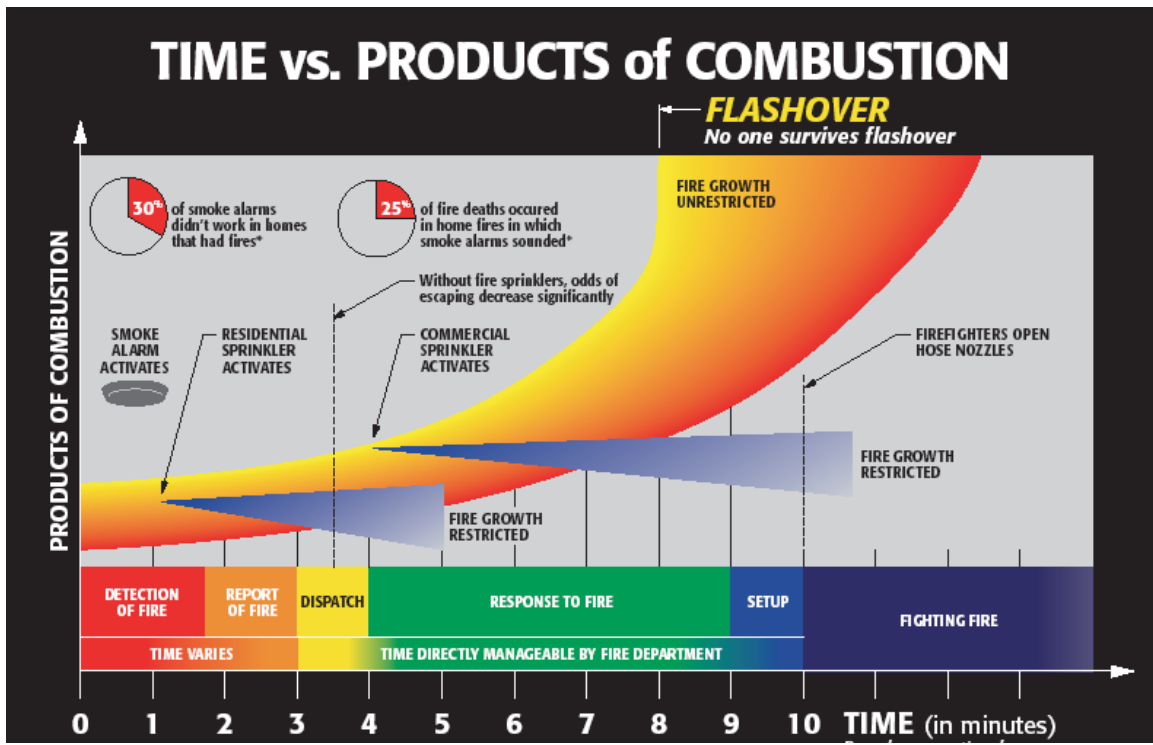 TIME vs. PRODUCTS of COMBUSTION
FLASHOVER
No one survives flashover
PRODUCTS OF COMBUSTION
30%
of smoke alarms
didn't work in homes
that had fires*
25%
of fire deaths occured
in home fires in which
smoke alarms sounded*
FIRE GROWTH
UNRESTRICTED
Without fire sprinklers, odds of
escaping decrease significantly
SMOKE
ALARM
ACTIVATES
RESIDENTIAL
SPRINKLER
ACTIVATES
COMMERCIAL
SPRINKLER
ACTIVATES
FIREFIGHTERS OPEN
HOSE NOZZLES
FIRE GROWTH
RESTRICTED
FIRE GROWTH
RESTRICTED
DETECTION
OF FIRE
REPORT
OF FIRE
DISPATCH
RESPONSE TO FIRE
SETUP
FIGHTING FIRE
TIME VARIES
TIME DIRECTLY MANAGEABLE BY FIRE DEPARTMENT
0 1 2 3 4 5 6 7 8 9 10 TIME (in minutes)